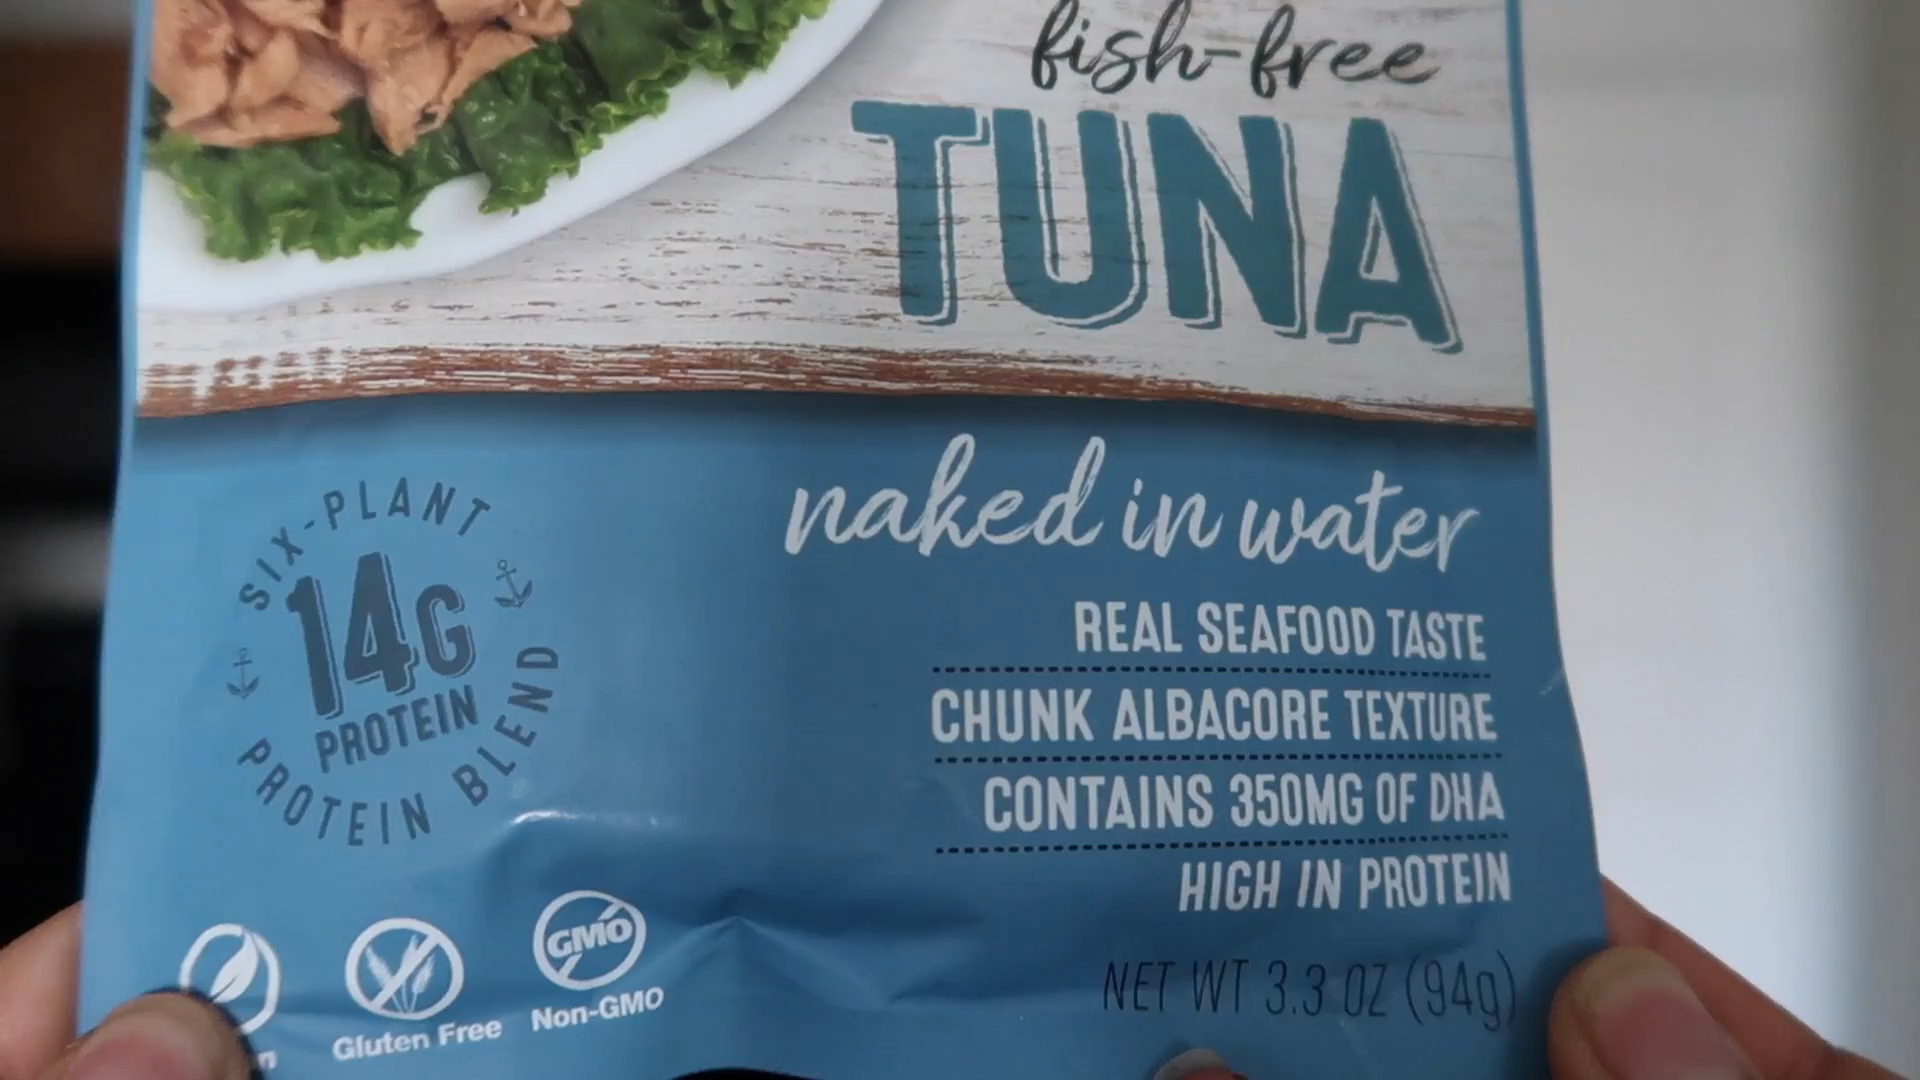 fish-free
TUNA
naked in water
REAL SEAFOOD TASTE
CHUNK ALBACORE TEXTURE
CONTAINS 350MG OF DHA
HIGH IN PROTEIN
NET WT 3.3 OZ (94g)
SIX-PLANT
14G
PROTEIN
PROTEIN BLEND
GMO
Gluten Free
Non-GMO